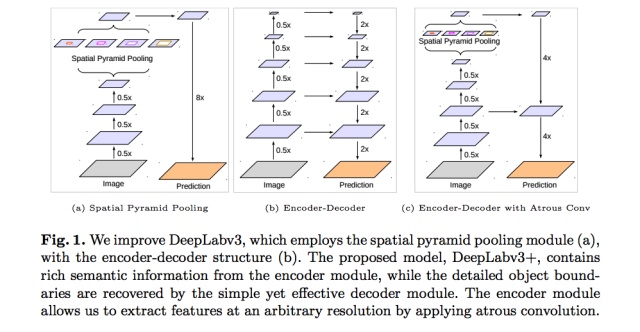 Spatial Pyramid Pooling
0.5x
0.5x
0.5x
8x
Image
Prediction
(a) Spatial Pyramid Pooling
0.5x
2x
0.5x
2x
0.5x
2x
0.5x
2x
0.5x
2x
Image
Prediction
(b) Encoder-Decoder
Spatial Pyramid Pooling
4x
0.5x
0.5x
0.5x
4x
0.5x
Image
Prediction
(c) Encoder-Decoder with Atrous Conv
Fig. 1. We improve DeepLabv3, which employs the spatial pyramid pooling module (a),
with the encoder-decoder structure (b). The proposed model, DeepLabv3+, contains
rich semantic information from the encoder module, while the detailed object bound-
aries are recovered by the simple yet effective decoder module. The encoder module
allows us to extract features at an arbitrary resolution by applying atrous convolution.